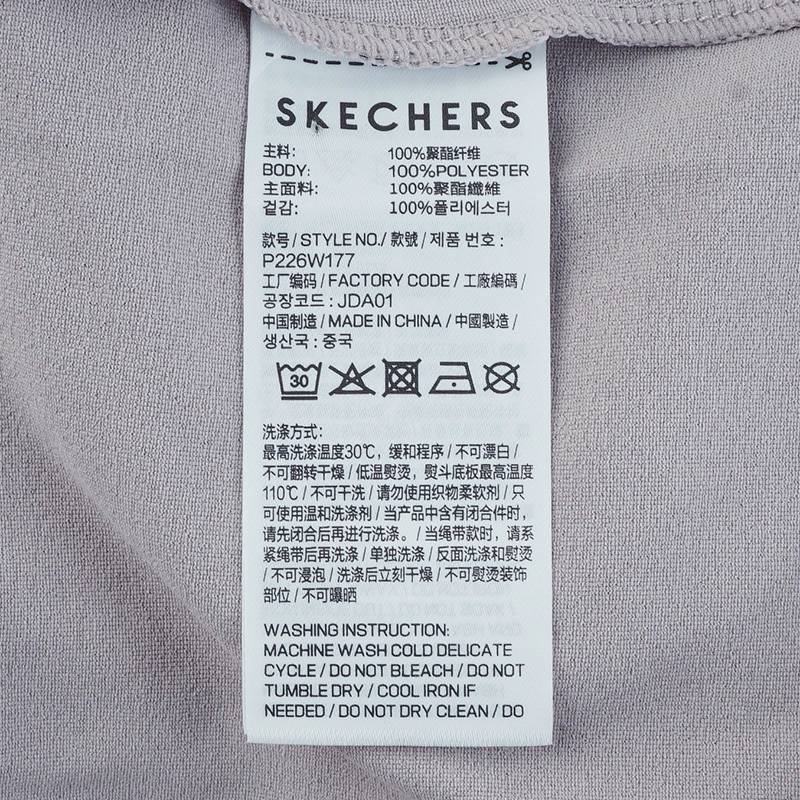 SKECHERS
主料: 100%聚酯纤维
BODY: 100%POLYESTER
主面料: 100%聚酯纖維
겉감: 100%폴리에스터
款号/STYLE NO./款號/제품 번호:
P226W177
工厂编码/FACTORY CODE/工廠編碼/
공장코드:JDA01
中国制造/MADE IN CHINA/中國製造/
생산국:중국
30
洗涤方式:
最高洗涤温度30℃，缓和程序/不可漂白/
不可翻转干燥/低温熨烫，熨斗底板最高温度
110℃/不可干洗/请勿使用织物柔软剂/只
可使用温和洗涤剂/当产品中含有闭合件时，
请先闭合后再进行洗涤。/当绳带款时，请系
紧绳带后再洗涤/单独洗涤/反面洗涤和熨烫
/不可浸泡/洗涤后立刻干燥/不可熨烫装饰
部位/不可曝晒
WASHING INSTRUCTION:
MACHINE WASH COLD DELICATE
CYCLE/DO NOT BLEACH/DO NOT
TUMBLE DRY/COOL IRON IF
NEEDED/DO NOT DRY CLEAN/DO